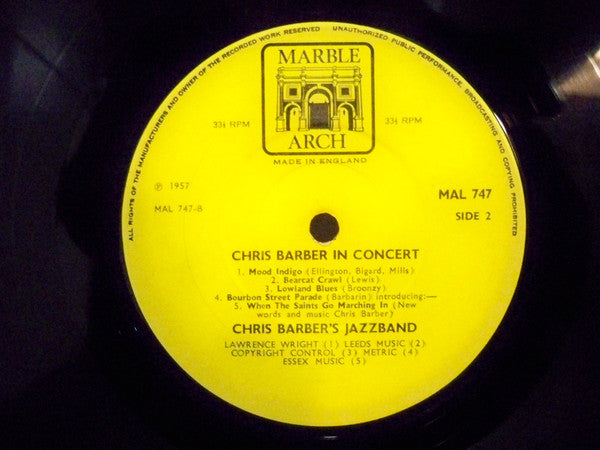 ALL RIGHTS OF THE MANUFACTURERS AND OWNER OF THE RECORDED WORK RESERVED   UNAUTHORIZED PUBLIC PERFORMANCE, BROADCASTING AND COPYING PROHIBITED
MARBLE
33⅓ RPM 33⅓ RPM
ARCH
MADE IN ENGLAND
℗ 1957
MAL 747
MAL 747-B
SIDE 2
CHRIS BARBER IN CONCERT
1. Mood Indigo (Ellington, Bigard, Mills)
2. Bearcat Crawl (Lewis)
3. Lowland Blues (Broonzy)
4. Bourbon Street Parade (Barbarin) introducing:—
5. When The Saints Go Marching In (New
words and music Chris Barber)
CHRIS BARBER'S JAZZBAND
LAWRENCE WRIGHT (1) LEEDS MUSIC (2)
COPYRIGHT CONTROL (3) METRIC (4)
ESSEX MUSIC (5)